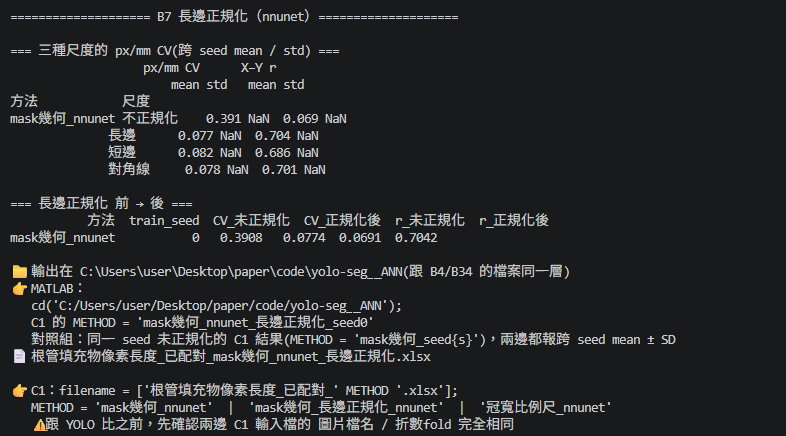 ==================== B7 長邊正規化（nnunet）====================
=== 三種尺度的 px/mm CV(跨 seed mean / std) ===
px/mm CV X–Y r
mean std mean std
方法 尺度
mask幾何_nnunet 不正規化 0.391 NaN 0.069 NaN
長邊 0.077 NaN 0.704 NaN
短邊 0.082 NaN 0.686 NaN
對角線 0.078 NaN 0.701 NaN
=== 長邊正規化 前 → 後 ===
方法 train_seed CV_未正規化 CV_正規化後 r_未正規化 r_正規化後
mask幾何_nnunet 0 0.3908 0.0774 0.0691 0.7042
📁 輸出在 C:\Users\user\Desktop\paper\code\yolo-seg__ANN(跟 B4/B34 的檔案同一層)
👉 MATLAB：
cd('C:/Users/user/Desktop/paper/code/yolo-seg__ANN');
C1 的 METHOD = 'mask幾何_nnunet_長邊正規化_seed0'
對照組：同一 seed 未正規化的 C1 結果(METHOD = 'mask幾何_seed{s}')，兩邊都報跨 seed mean ± SD
📄 根管填充物像素長度_已配對_mask幾何_nnunet_長邊正規化.xlsx
👉 C1：filename = ['根管填充物像素長度_已配對_' METHOD '.xlsx'];
METHOD = 'mask幾何_nnunet' | 'mask幾何_長邊正規化_nnunet' | '冠寬比例尺_nnunet'
⚠️跟 YOLO 比之前，先確認兩邊 C1 輸入檔的 圖片檔名 / 折數fold 完全相同